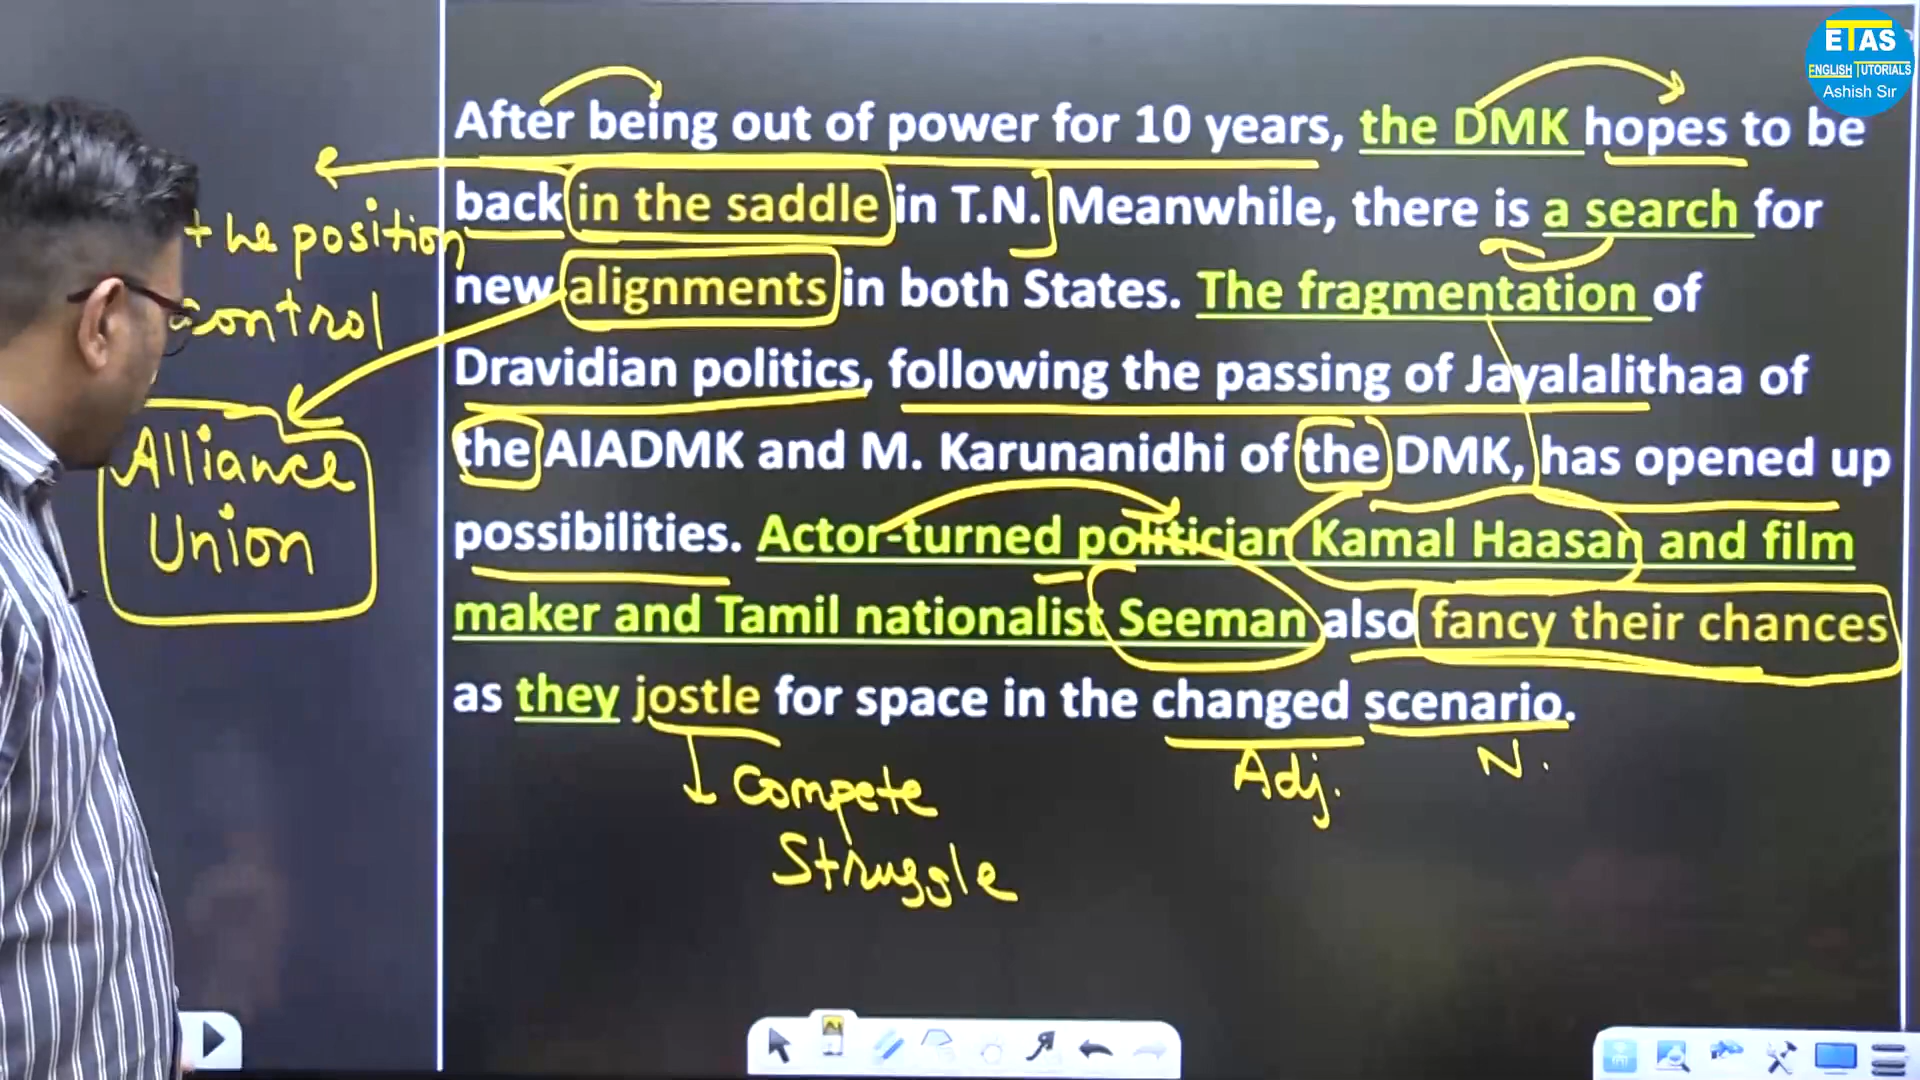 ETAS
ENGLISH TUTORIALS
Ashish Sir
After being out of power for 10 years, the DMK hopes to be
back in the saddle in T.N. Meanwhile, there is a search for
new alignments in both States. The fragmentation of
Dravidian politics, following the passing of Jayalalithaa of
the AIADMK and M. Karunanidhi of the DMK, has opened up
possibilities. Actor-turned politician Kamal Haasan and film
maker and Tamil nationalist Seeman also fancy their chances
as they jostle for space in the changed scenario.
the position
control
Alliance
Union
Compete
Struggle
Adj.
N.